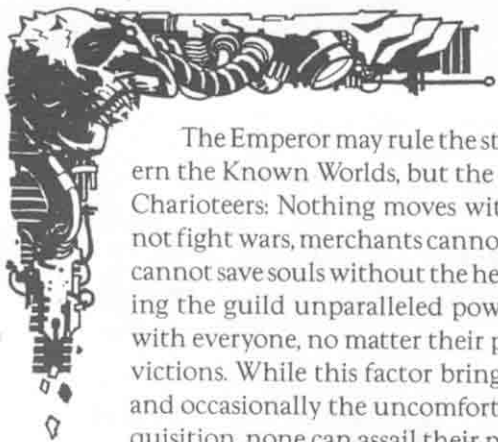 The Emperor may rule the st
ern the Known Worlds, but the
Charioteers: Nothing moves wit
not fight wars, merchants canno
cannot save souls without the he
ing the guild unparalleled pow
with everyone, no matter their p
victions. While this factor bring
and occasionally the uncomfort
quisition, none can assail their p